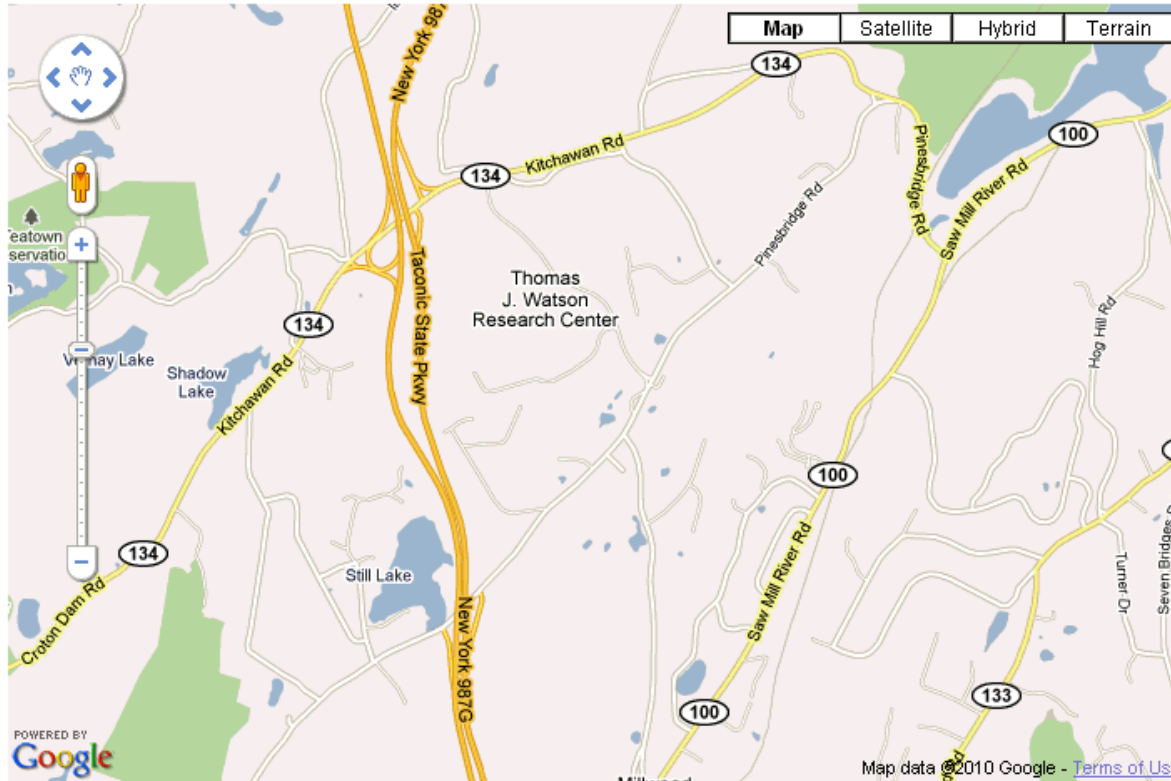 Map
Satellite
Hybrid
Terrain
New York 987
134
100
Kitchawan Rd
134
Pinesbridge Rd
Saw Mill River Rd
Pinesbridge Rd
Teatown
servatio
Taconic State Pkwy
Thomas
J. Watson
Research Center
134
Hog Hill Rd
Lake
Shadow
Lake
Kitchawan Rd
100
134
Still Lake
Saw Mill River Rd
Turner Dr
Seven Bridges
Croton Dam Rd
New York 987G
133
100
POWERED BY
Google
Map data ©2010 Google - Terms of Us